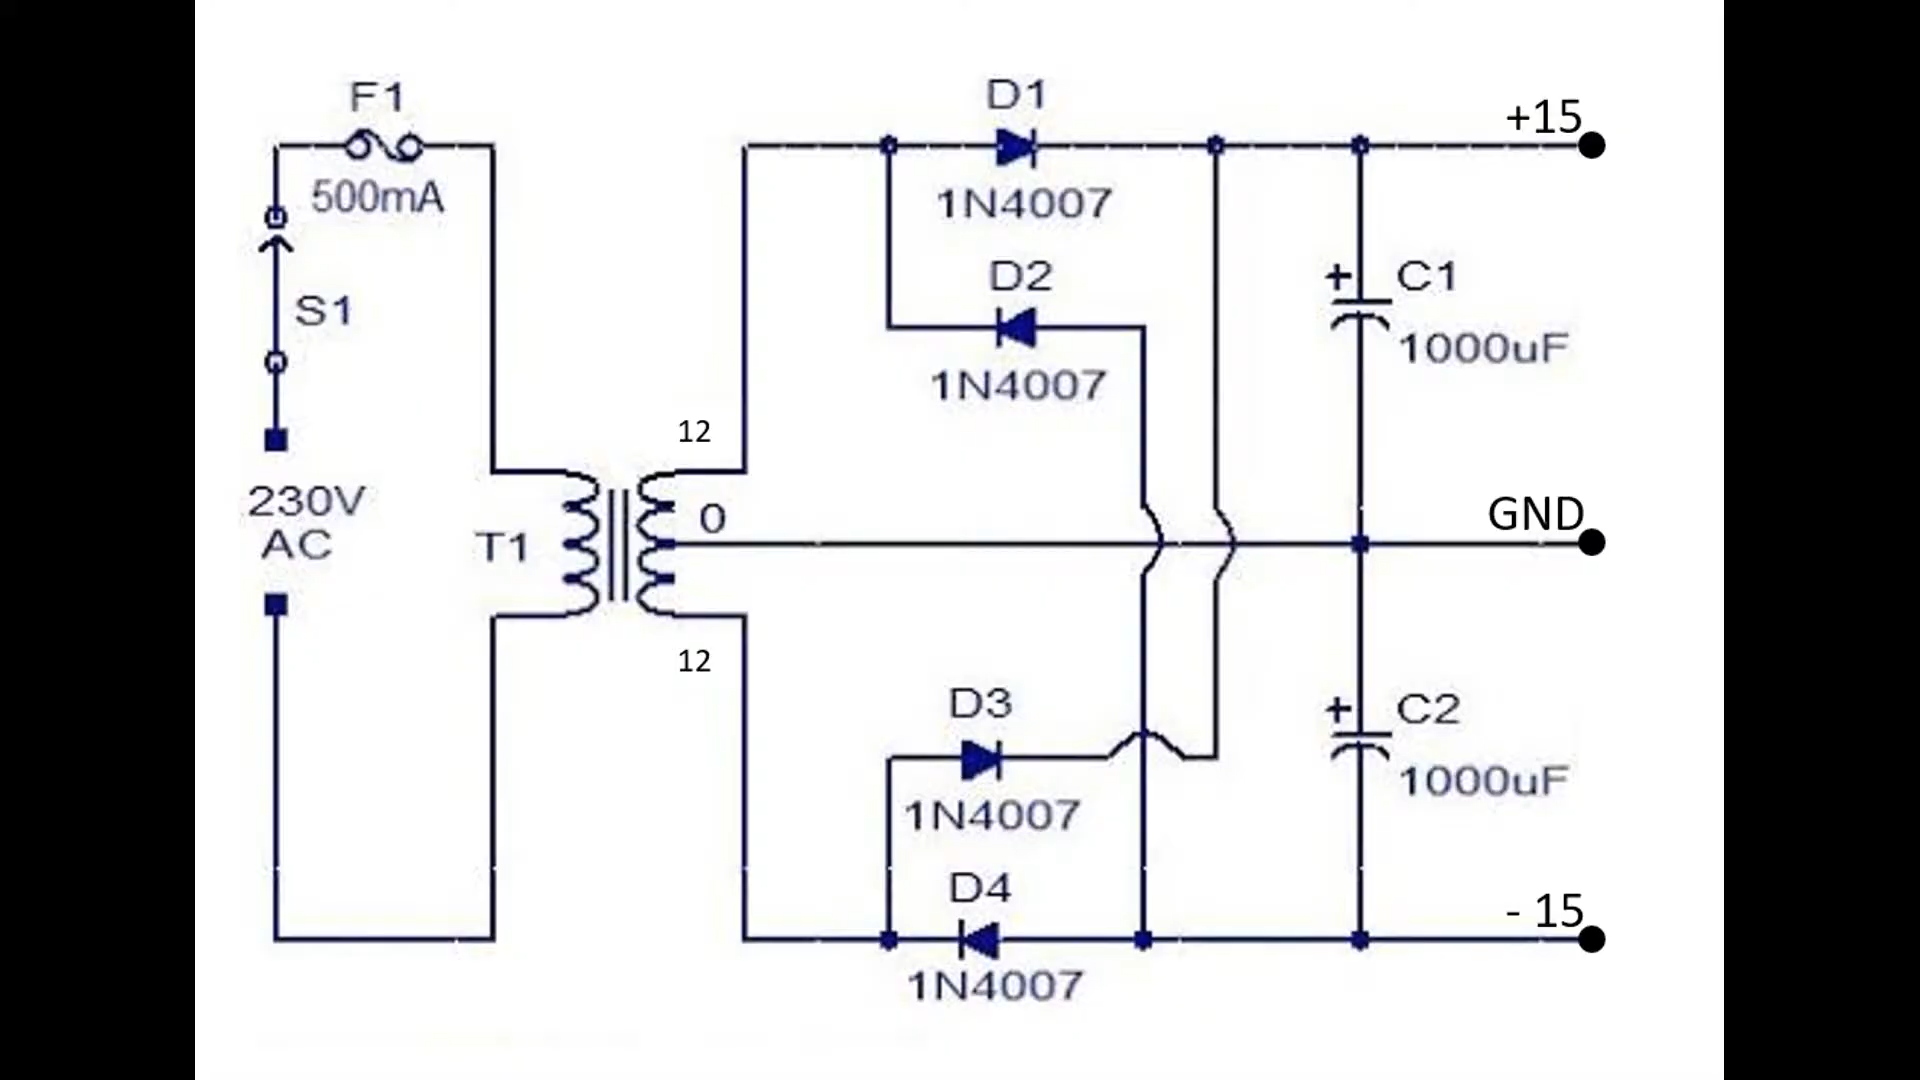 F1
500mA
S1
230V
AC
T1
12
0
12
D1
1N4007
D2
1N4007
D3
1N4007
D4
1N4007
+
C1
1000uF
+
C2
1000uF
+15
GND
- 15